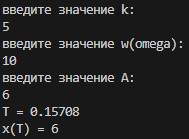 введите значение k:
5
введите значение w(omega):
10
введите значение A:
6
T = 0.15708
x(T) = 6